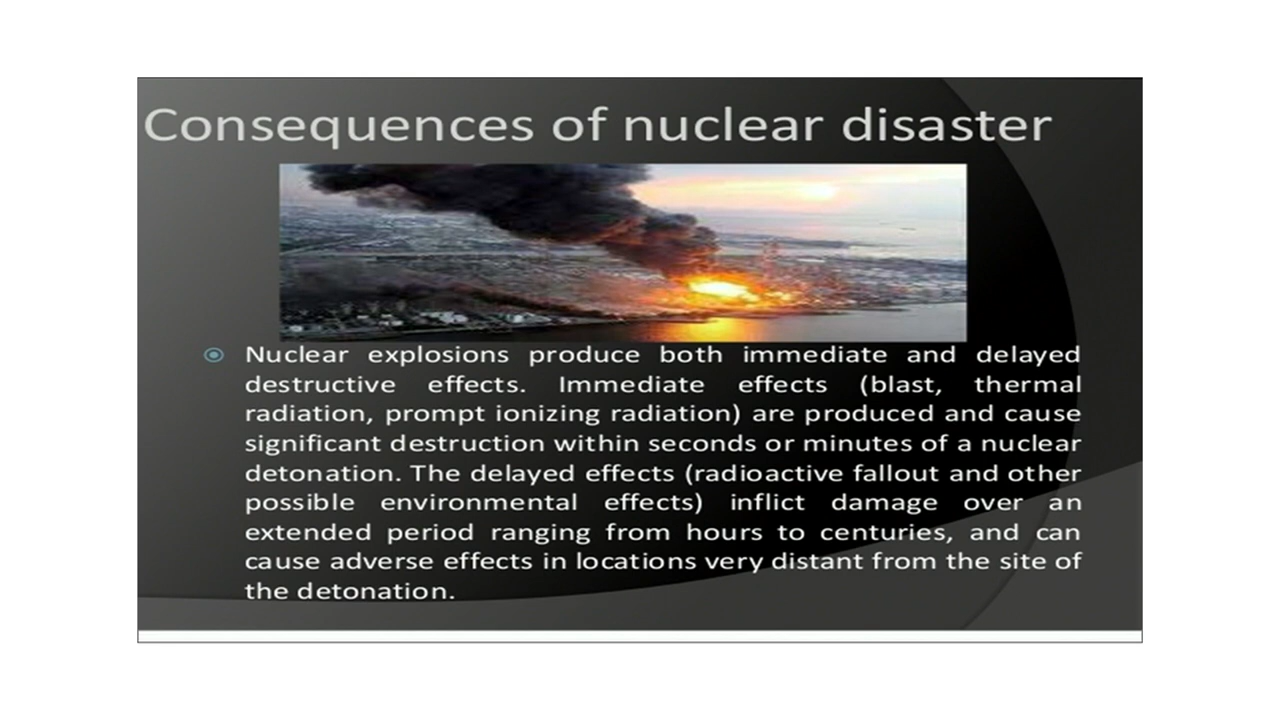 Consequences of nuclear disaster
Nuclear explosions produce both immediate and delayed
destructive effects. Immediate effects (blast, thermal
radiation, prompt ionizing radiation) are produced and cause
significant destruction within seconds or minutes of a nuclear
detonation. The delayed effects (radioactive fallout and other
possible environmental effects) inflict damage over an
extended period ranging from hours to centuries, and can
cause adverse effects in locations very distant from the site of
the detonation.